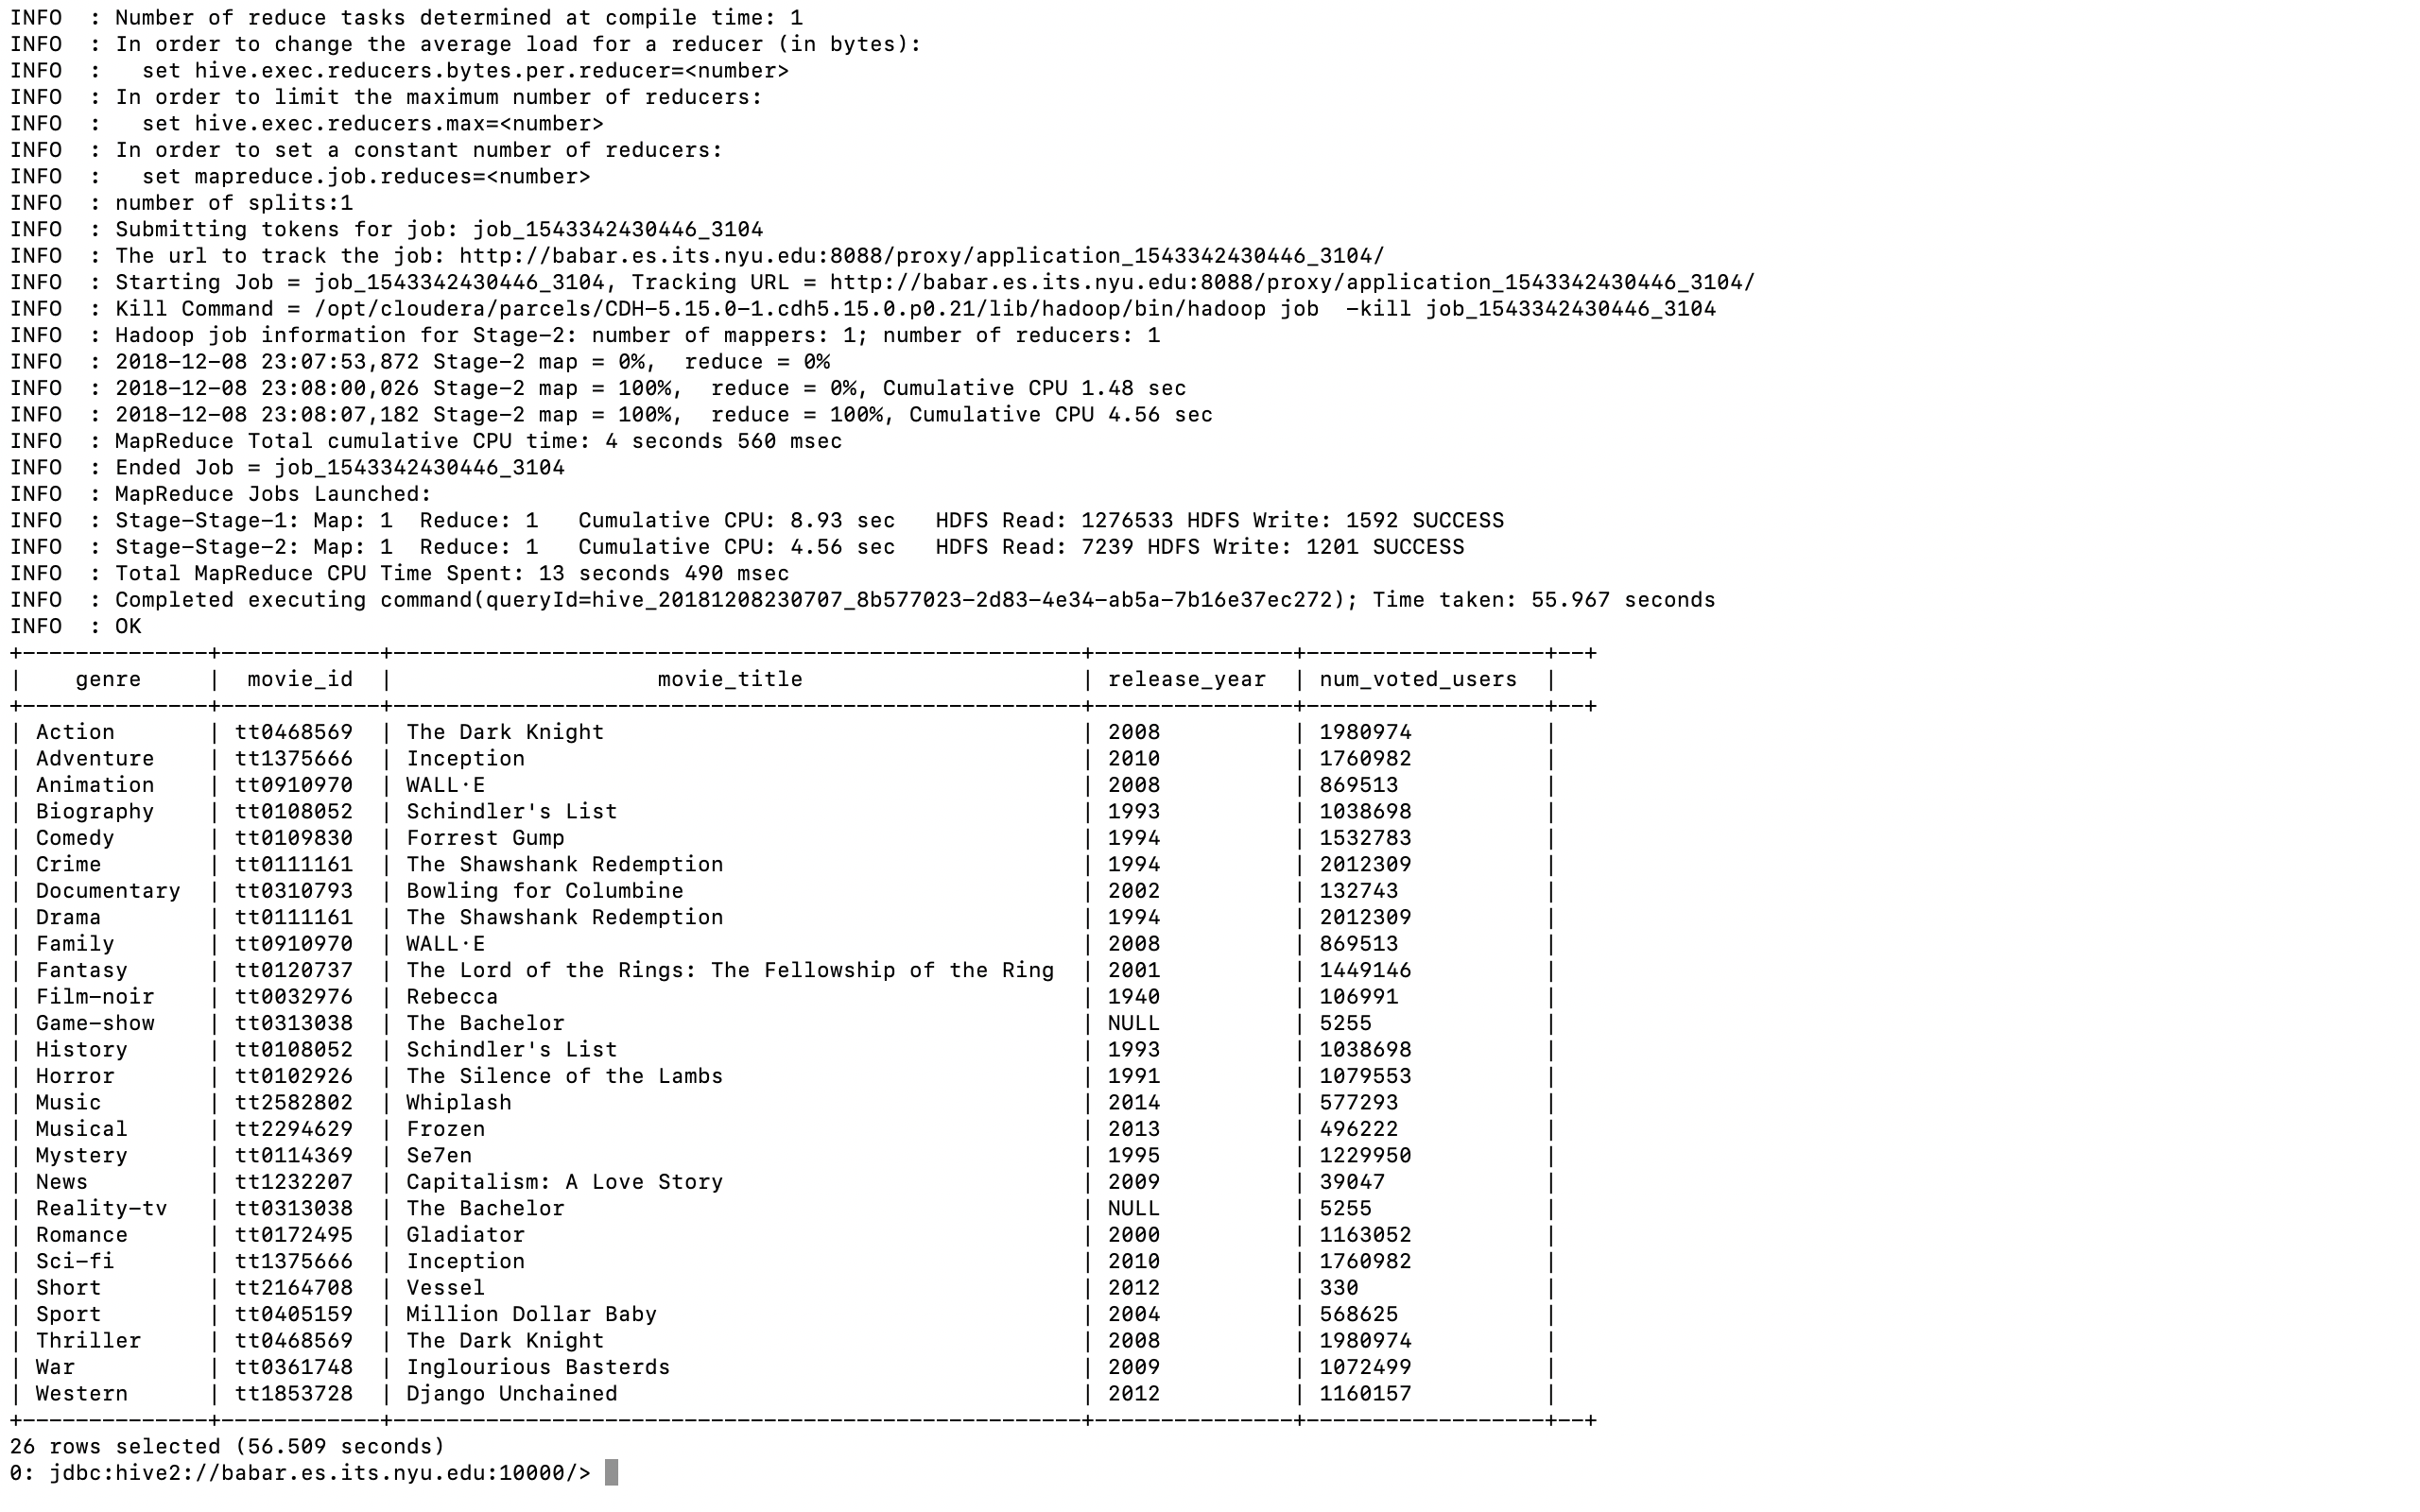 INFO  : Number of reduce tasks determined at compile time: 1
INFO  : In order to change the average load for a reducer (in bytes):
INFO  :   set hive.exec.reducers.bytes.per.reducer=<number>
INFO  : In order to limit the maximum number of reducers:
INFO  :   set hive.exec.reducers.max=<number>
INFO  : In order to set a constant number of reducers:
INFO  :   set mapreduce.job.reduces=<number>
INFO  : number of splits:1
INFO  : Submitting tokens for job: job_1543342430446_3104
INFO  : The url to track the job: http://babar.es.its.nyu.edu:8088/proxy/application_1543342430446_3104/
INFO  : Starting Job = job_1543342430446_3104, Tracking URL = http://babar.es.its.nyu.edu:8088/proxy/application_1543342430446_3104/
INFO  : Kill Command = /opt/cloudera/parcels/CDH-5.15.0-1.cdh5.15.0.p0.21/lib/hadoop/bin/hadoop job  -kill job_1543342430446_3104
INFO  : Hadoop job information for Stage-2: number of mappers: 1; number of reducers: 1
INFO  : 2018-12-08 23:07:53,872 Stage-2 map = 0%,  reduce = 0%
INFO  : 2018-12-08 23:08:00,026 Stage-2 map = 100%,  reduce = 0%, Cumulative CPU 1.48 sec
INFO  : 2018-12-08 23:08:07,182 Stage-2 map = 100%,  reduce = 100%, Cumulative CPU 4.56 sec
INFO  : MapReduce Total cumulative CPU time: 4 seconds 560 msec
INFO  : Ended Job = job_1543342430446_3104
INFO  : MapReduce Jobs Launched:
INFO  : Stage-Stage-1: Map: 1  Reduce: 1   Cumulative CPU: 8.93 sec   HDFS Read: 1276533 HDFS Write: 1592 SUCCESS
INFO  : Stage-Stage-2: Map: 1  Reduce: 1   Cumulative CPU: 4.56 sec   HDFS Read: 7239 HDFS Write: 1201 SUCCESS
INFO  : Total MapReduce CPU Time Spent: 13 seconds 490 msec
INFO  : Completed executing command(queryId=hive_20181208230707_8b577023-2d83-4e34-ab5a-7b16e37ec272); Time taken: 55.967 seconds
INFO  : OK
| genre | movie_id | movie_title | release_year | num_voted_users |
| Action | tt0468569 | The Dark Knight | 2008 | 1980974 |
| Adventure | tt1375666 | Inception | 2010 | 1760982 |
| Animation | tt0910970 | WALL·E | 2008 | 869513 |
| Biography | tt0108052 | Schindler's List | 1993 | 1038698 |
| Comedy | tt0109830 | Forrest Gump | 1994 | 1532783 |
| Crime | tt0111161 | The Shawshank Redemption | 1994 | 2012309 |
| Documentary | tt0310793 | Bowling for Columbine | 2002 | 132743 |
| Drama | tt0111161 | The Shawshank Redemption | 1994 | 2012309 |
| Family | tt0910970 | WALL·E | 2008 | 869513 |
| Fantasy | tt0120737 | The Lord of the Rings: The Fellowship of the Ring | 2001 | 1449146 |
| Film-noir | tt0032976 | Rebecca | 1940 | 106991 |
| Game-show | tt0313038 | The Bachelor | NULL | 5255 |
| History | tt0108052 | Schindler's List | 1993 | 1038698 |
| Horror | tt0102926 | The Silence of the Lambs | 1991 | 1079553 |
| Music | tt2582802 | Whiplash | 2014 | 577293 |
| Musical | tt2294629 | Frozen | 2013 | 496222 |
| Mystery | tt0114369 | Se7en | 1995 | 1229950 |
| News | tt1232207 | Capitalism: A Love Story | 2009 | 39047 |
| Reality-tv | tt0313038 | The Bachelor | NULL | 5255 |
| Romance | tt0172495 | Gladiator | 2000 | 1163052 |
| Sci-fi | tt1375666 | Inception | 2010 | 1760982 |
| Short | tt2164708 | Vessel | 2012 | 330 |
| Sport | tt0405159 | Million Dollar Baby | 2004 | 568625 |
| Thriller | tt0468569 | The Dark Knight | 2008 | 1980974 |
| War | tt0361748 | Inglourious Basterds | 2009 | 1072499 |
| Western | tt1853728 | Django Unchained | 2012 | 1160157 |
26 rows selected (56.509 seconds)
0: jdbc:hive2://babar.es.its.nyu.edu:10000/>